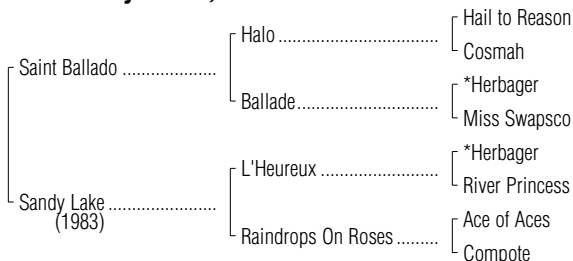 Hail to Reason
Halo ........................................
Cosmah
Saint Ballado .......................
*Herbager
Ballade....................................
Miss Swapsco
*Herbager
L'Heureux ................................
River Princess
Sandy Lake ..........................
(1983)
Ace of Aces
Raindrops On Roses .........
Compote